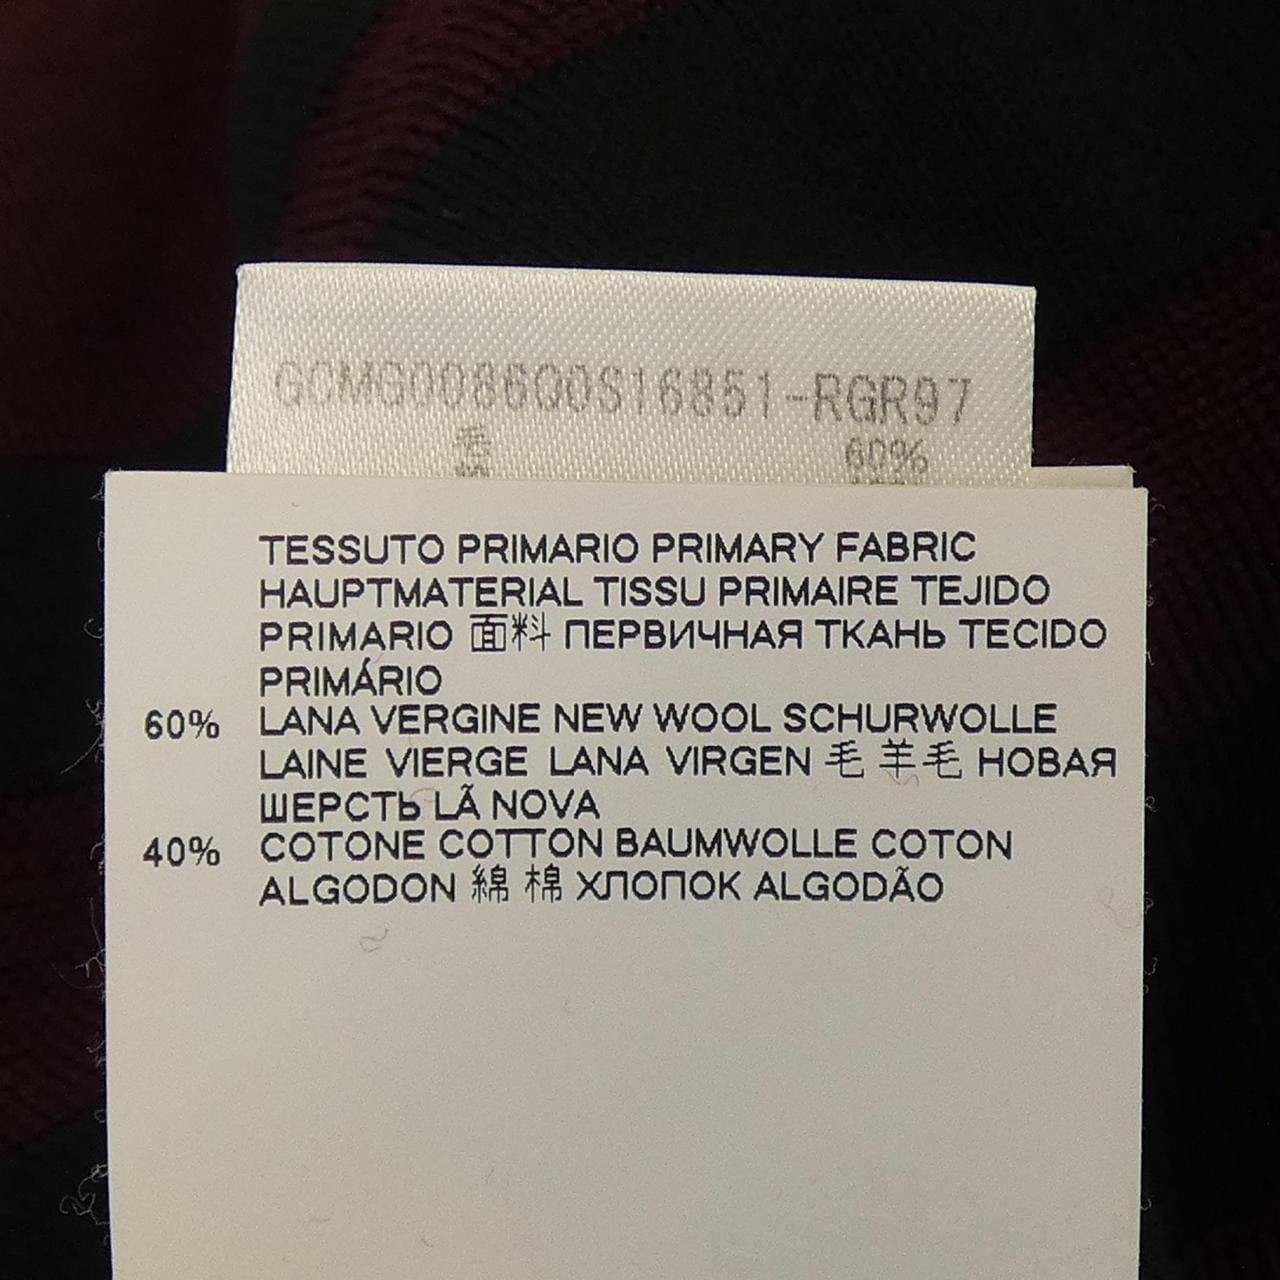 GCMG0086Q0S16851-RGR97
毛 60%
TESSUTO PRIMARIO PRIMARY FABRIC
HAUPTMATERIAL TISSU PRIMAIRE TEJIDO
PRIMARIO 面料 ПЕРВИЧНАЯ ТКАНЬ TECIDO
PRIMÁRIO
60% LANA VERGINE NEW WOOL SCHURWOLLE
LAINE VIERGE LANA VIRGEN 毛 羊毛 НОВАЯ
ШЕРСТЬ LÃ NOVA
40% COTONE COTTON BAUMWOLLE COTON
ALGODON 綿 棉 ХЛОПОК ALGODÃO